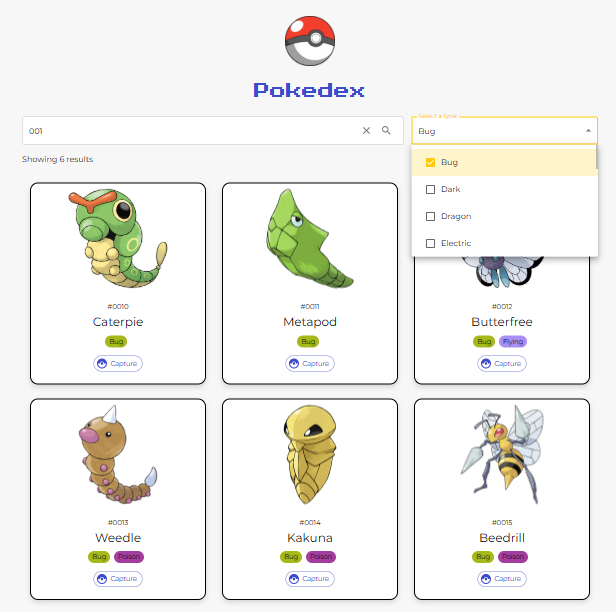 Pokedex
001
Select a type
Bug
Showing 6 results
Bug
Dark
Dragon
Electric
#0010
Caterpie
Bug
Capture
#0011
Metapod
Bug
Capture
#0012
Butterfree
Bug Flying
Capture
#0013
Weedle
Bug Poison
Capture
#0014
Kakuna
Bug Poison
Capture
#0015
Beedrill
Bug Poison
Capture